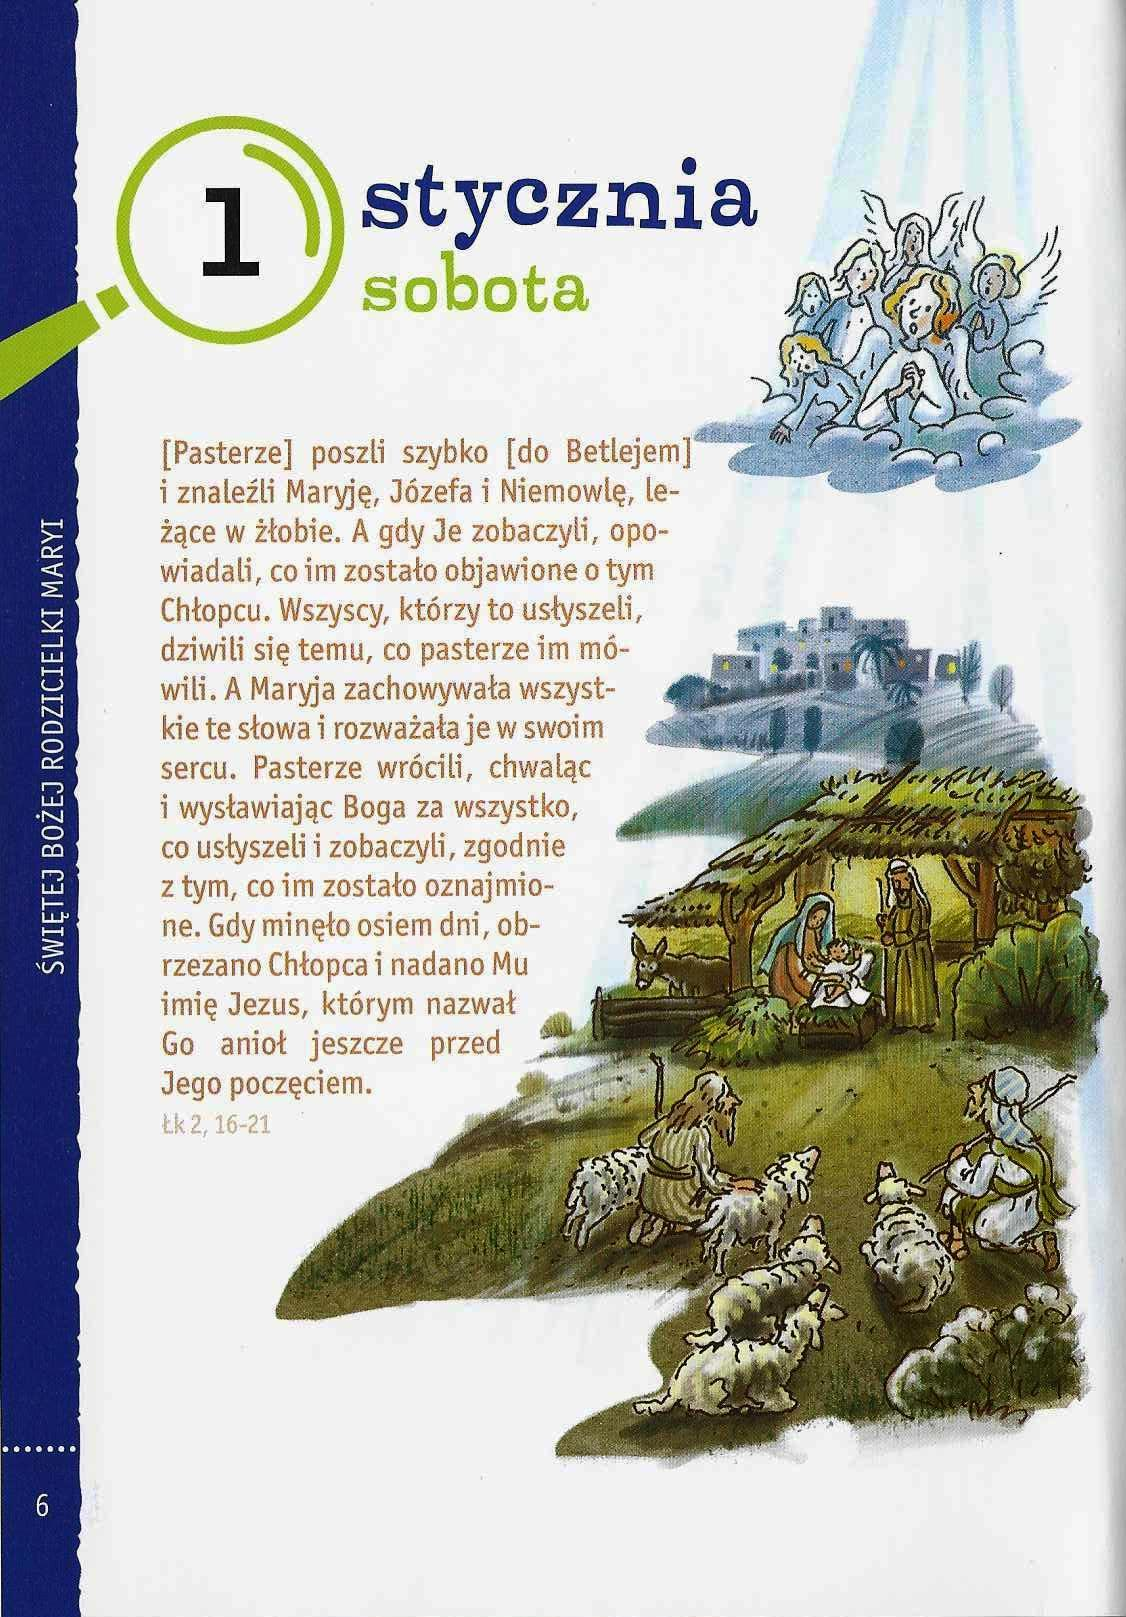 1
stycznia
sobota
[Pasterze] poszli szybko [do Betlejem]
i znaleźli Maryję, Józefa i Niemowlę, le-
żące w żłobie. A gdy Je zobaczyli, opo-
wiadali, co im zostało objawione o tym
Chłopcu. Wszyscy, którzy to usłyszeli,
dziwili się temu, co pasterze im mó-
wili. A Maryja zachowywała wszyst-
kie te słowa i rozważała je w swoim
sercu. Pasterze wrócili, chwaląc
i wysławiając Boga za wszystko,
co usłyszeli i zobaczyli, zgodnie
z tym, co im zostało oznajmio-
ne. Gdy minęło osiem dni, ob-
rzezano Chłopca i nadano Mu
imię Jezus, którym nazwał
Go anioł jeszcze przed
Jego poczęciem.
Łk 2, 16-21
ŚWIĘTEJ BOŻEJ RODZICIELKI MARYI
6